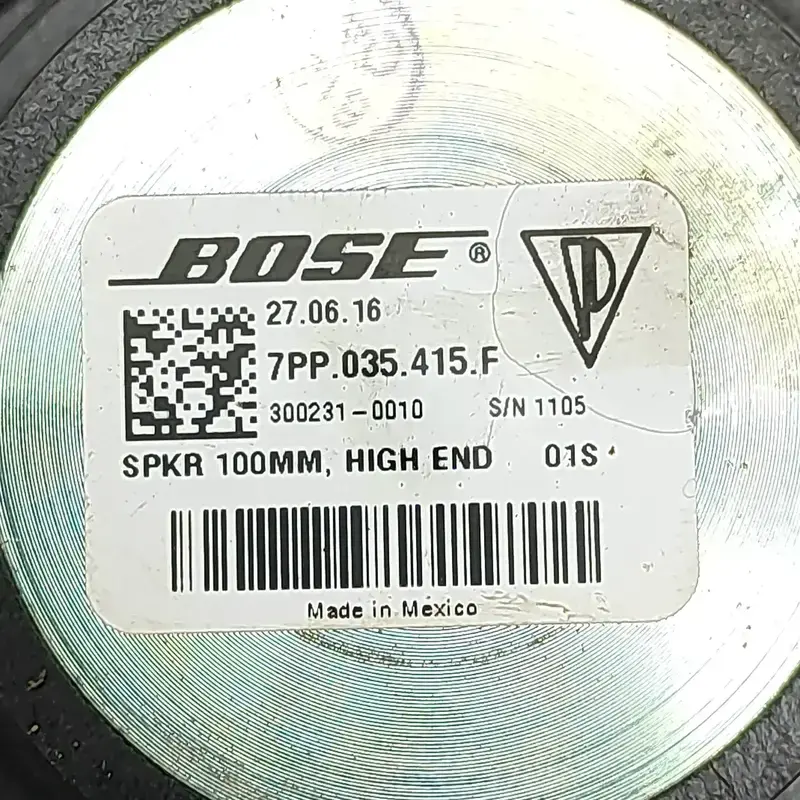 BOSE®
27.06.16
7PP.035.415.F
300231-0010 S/N 1105
SPKR 100MM, HIGH END 01S
Made in Mexico